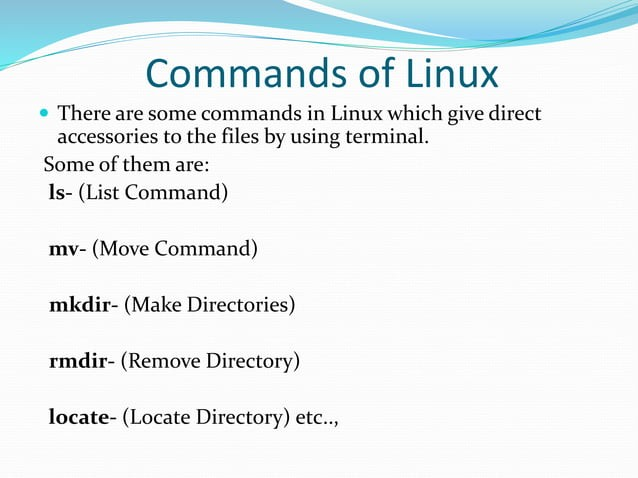 Commands of Linux
There are some commands in Linux which give direct
accessories to the files by using terminal.
Some of them are:
ls- (List Command)
mv- (Move Command)
mkdir- (Make Directories)
rmdir- (Remove Directory)
locate- (Locate Directory) etc..,